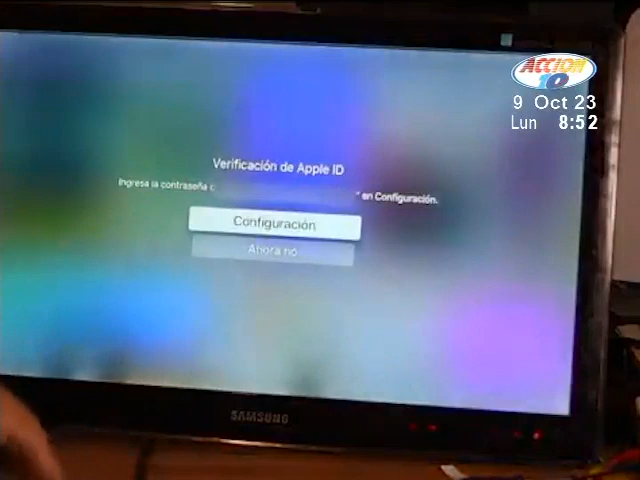 ACCION
10
9 Oct 23
Lun 8:52
Verificación de Apple ID
Ingresa la contraseña
" en Configuración.
Configuración
Ahora no
SAMSUNG